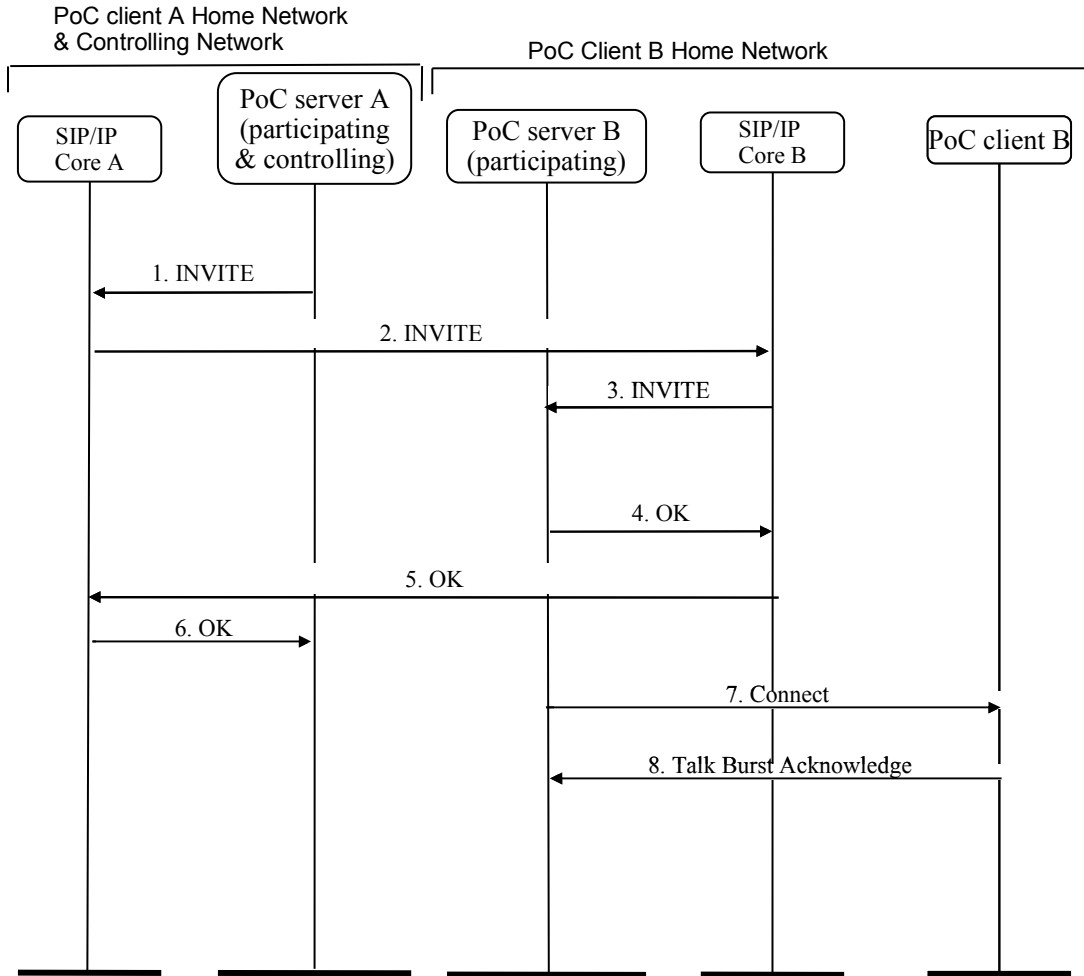 PoC client A Home Network
& Controlling Network
PoC Client B Home Network
SIP/IP
Core A
PoC server A
(participating
& controlling)
PoC server B
(participating)
SIP/IP
Core B
PoC client B
1. INVITE
2. INVITE
3. INVITE
4. OK
5. OK
6. OK
7. Connect
8. Talk Burst Acknowledge